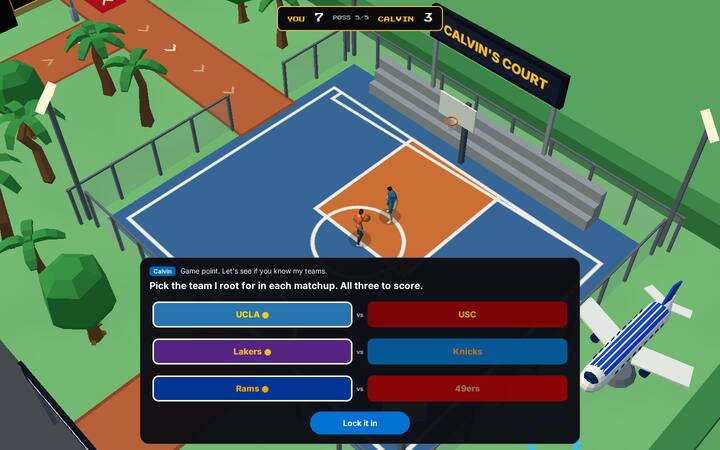 YOU 7 POSS 5/5 CALVIN 3
CALVIN'S COURT
Calvin Game point. Let's see if you know my teams.
Pick the team I root for in each matchup. All three to score.
UCLA vs USC
Lakers vs Knicks
Rams vs 49ers
Lock it in